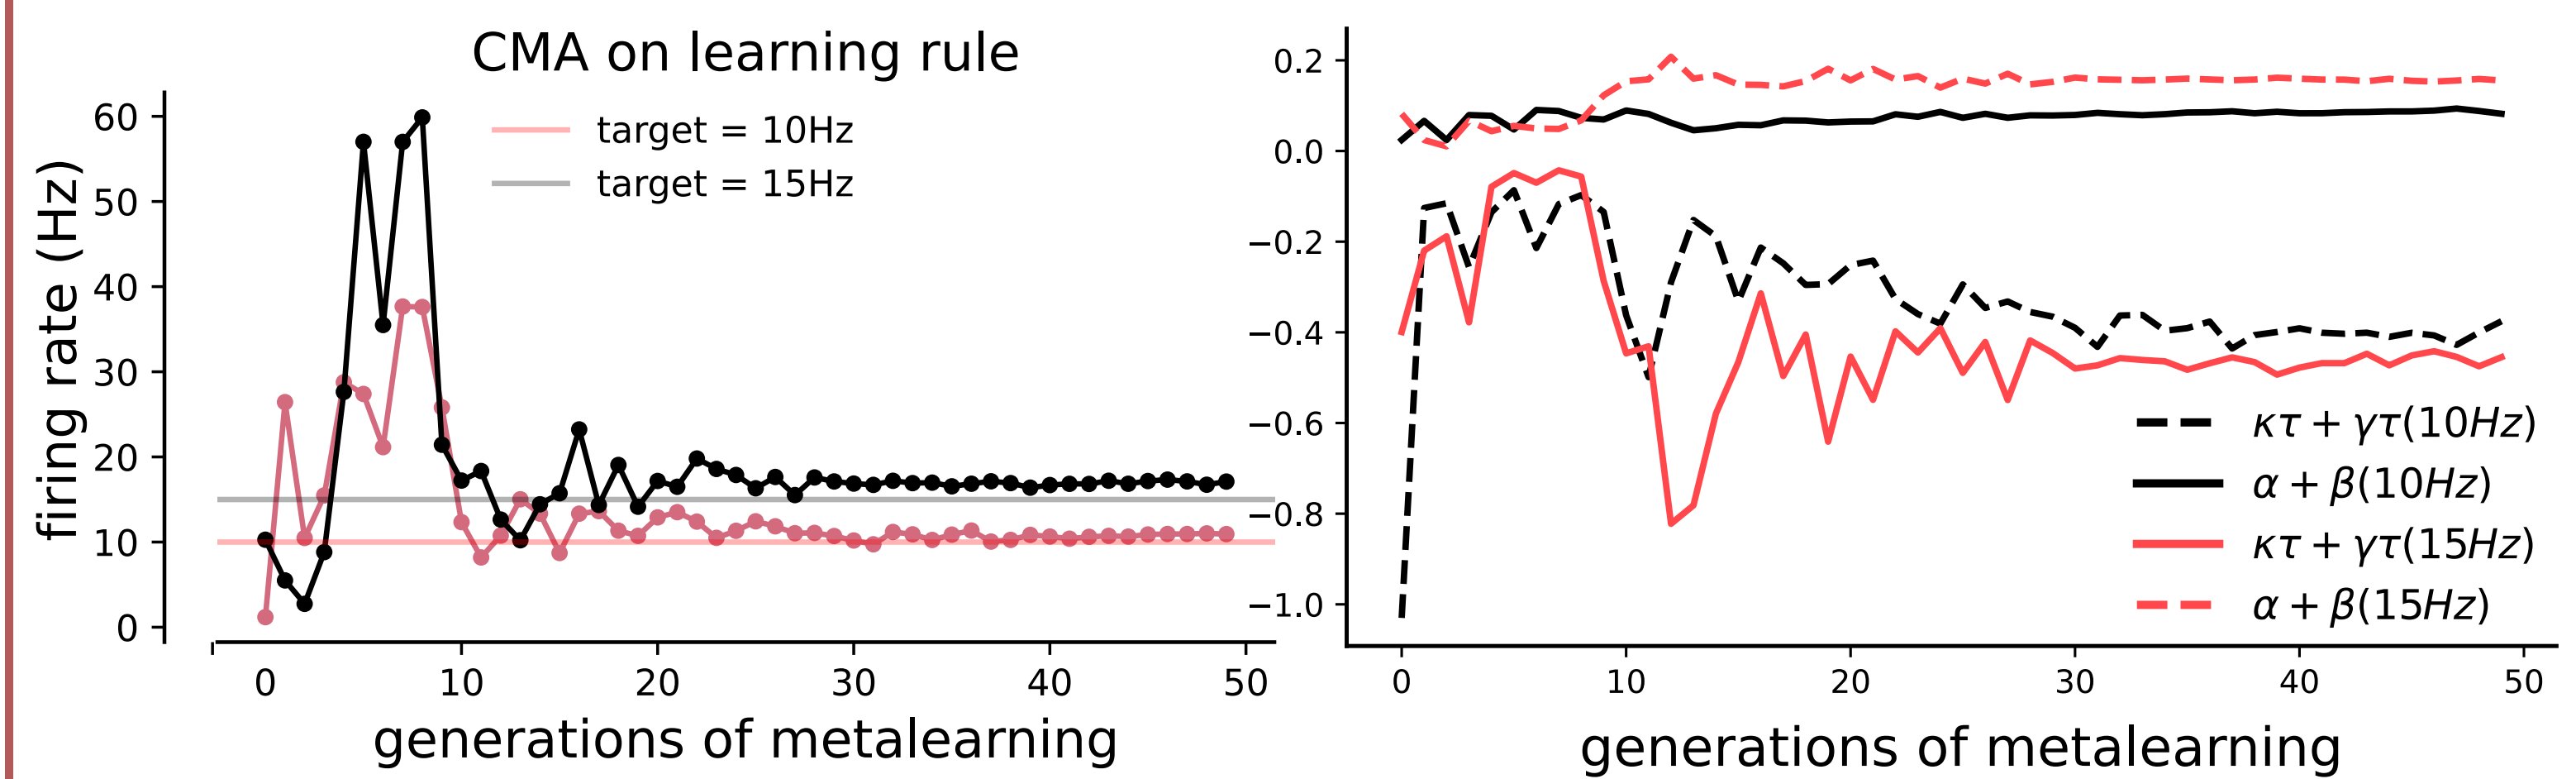 CMA on learning rule
target = 10Hz
target = 15Hz
firing rate (Hz)
60
50
40
30
20
10
0
0 10 20 30 40 50
generations of metalearning
0.2
0.0
−0.2
−0.4
−0.6
−0.8
−1.0
κτ + γτ(10Hz)
α + β(10Hz)
κτ + γτ(15Hz)
α + β(15Hz)
0 10 20 30 40 50
generations of metalearning